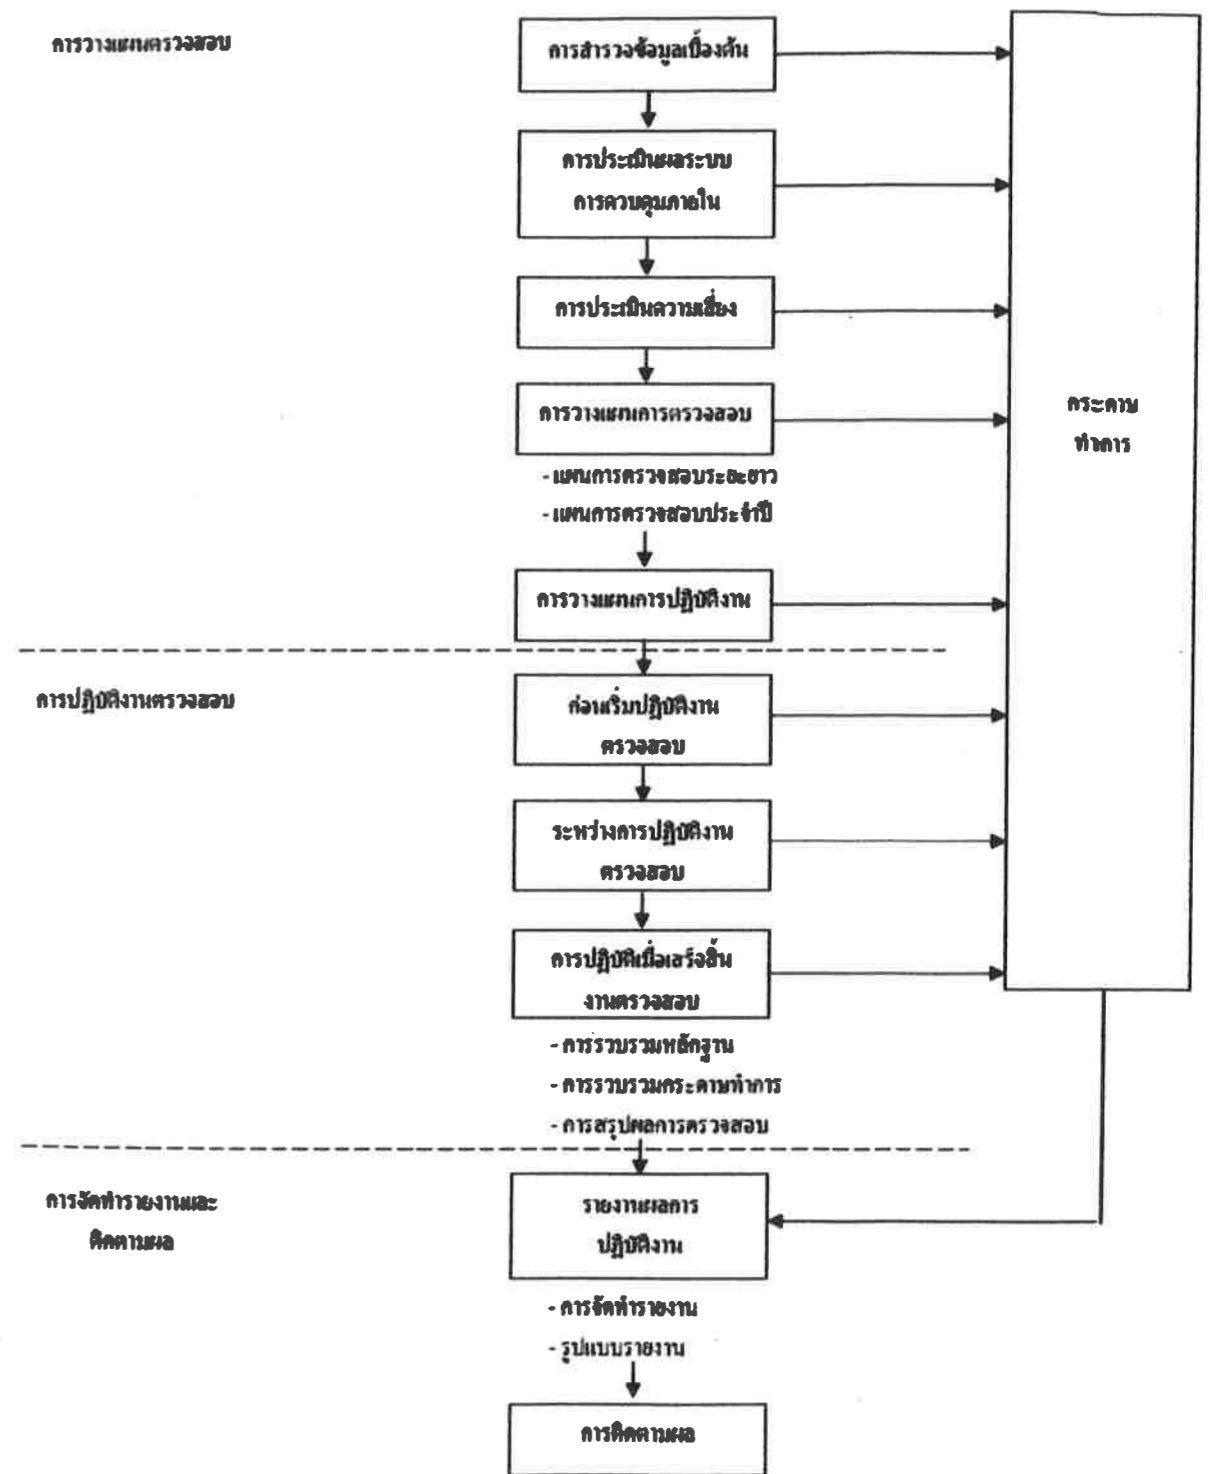 การวางแผนตรวจสอบ
การสำรวจข้อมูลเบื้องต้น
การประเมินผลระบบ
การควบคุมภายใน
การประเมินความเสี่ยง
การวางแผนการตรวจสอบ
- แผนการตรวจสอบระยะยาว
- แผนการตรวจสอบประจำปี
กระดาษ
ทำการ
การวางแผนการปฏิบัติงาน
การปฏิบัติงานตรวจสอบ
ก่อนเริ่มปฏิบัติงาน
ตรวจสอบ
ระหว่างการปฏิบัติงาน
ตรวจสอบ
การปฏิบัติเมื่อเสร็จสิ้น
งานตรวจสอบ
- การรวบรวมหลักฐาน
- การรวบรวมกระดาษทำการ
- การสรุปผลการตรวจสอบ
การจัดทำรายงานและ
ติดตามผล
รายงานผลการ
ปฏิบัติงาน
- การจัดทำรายงาน
- รูปแบบรายงาน
การติดตามผล